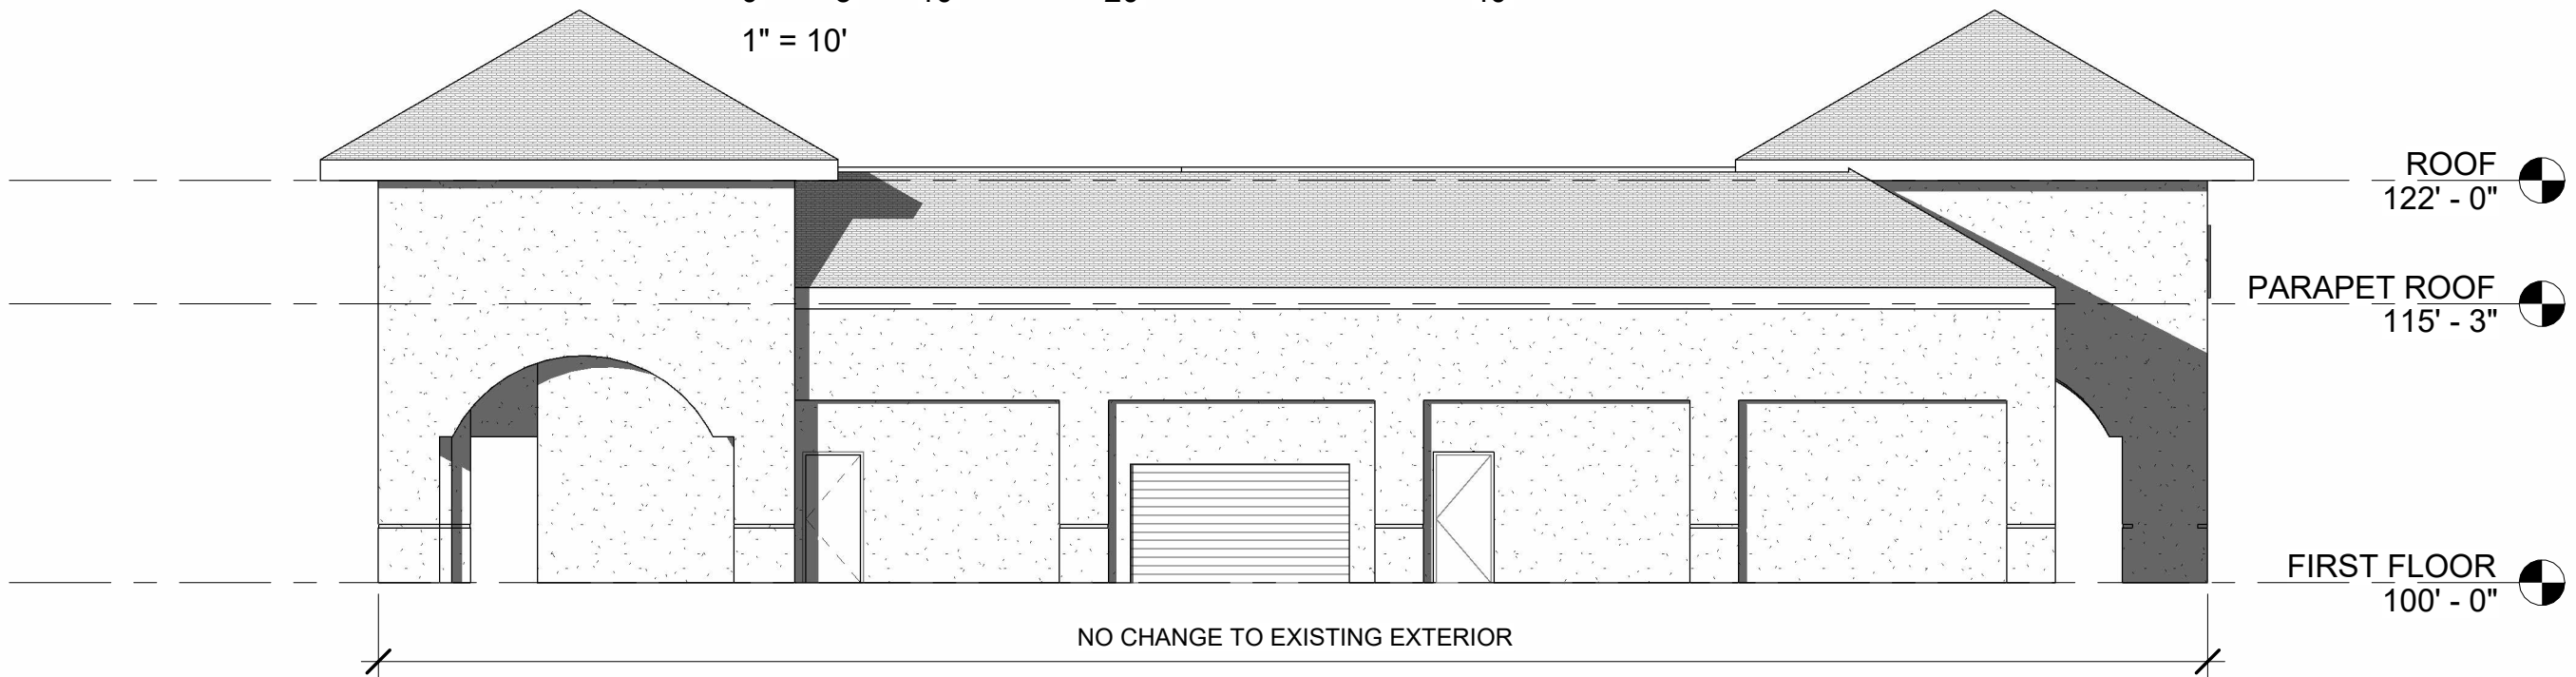 1" = 10'
ROOF
122' - 0"
PARAPET ROOF
115' - 3"
FIRST FLOOR
100' - 0"
NO CHANGE TO EXISTING EXTERIOR